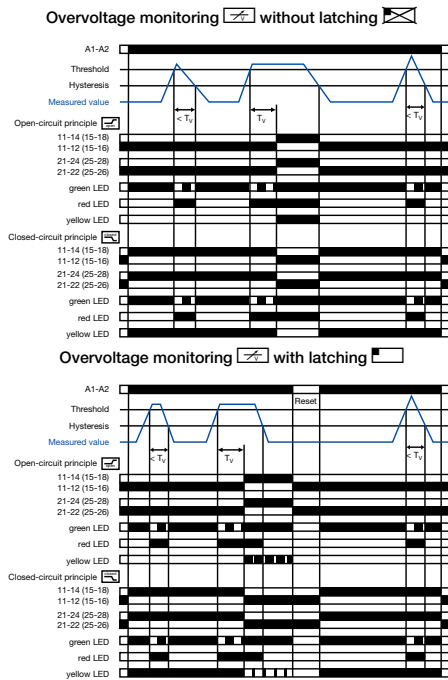 Overvoltage monitoring V without latching
A1-A2
Threshold
Hysteresis
Measured value
< TV
TV
< TV
Open-circuit principle open
11-14 (15-18)
11-12 (15-16)
21-24 (25-28)
21-22 (25-26)
green LED
red LED
yellow LED
Closed-circuit principle closed
11-14 (15-18)
11-12 (15-16)
21-24 (25-28)
21-22 (25-26)
green LED
red LED
yellow LED
Overvoltage monitoring V with latching
A1-A2
Reset
Threshold
Hysteresis
Measured value
< TV
TV
< TV
Open-circuit principle open
11-14 (15-18)
11-12 (15-16)
21-24 (25-28)
21-22 (25-26)
green LED
red LED
yellow LED
Closed-circuit principle closed
11-14 (15-18)
11-12 (15-16)
21-24 (25-28)
21-22 (25-26)
green LED
red LED
yellow LED